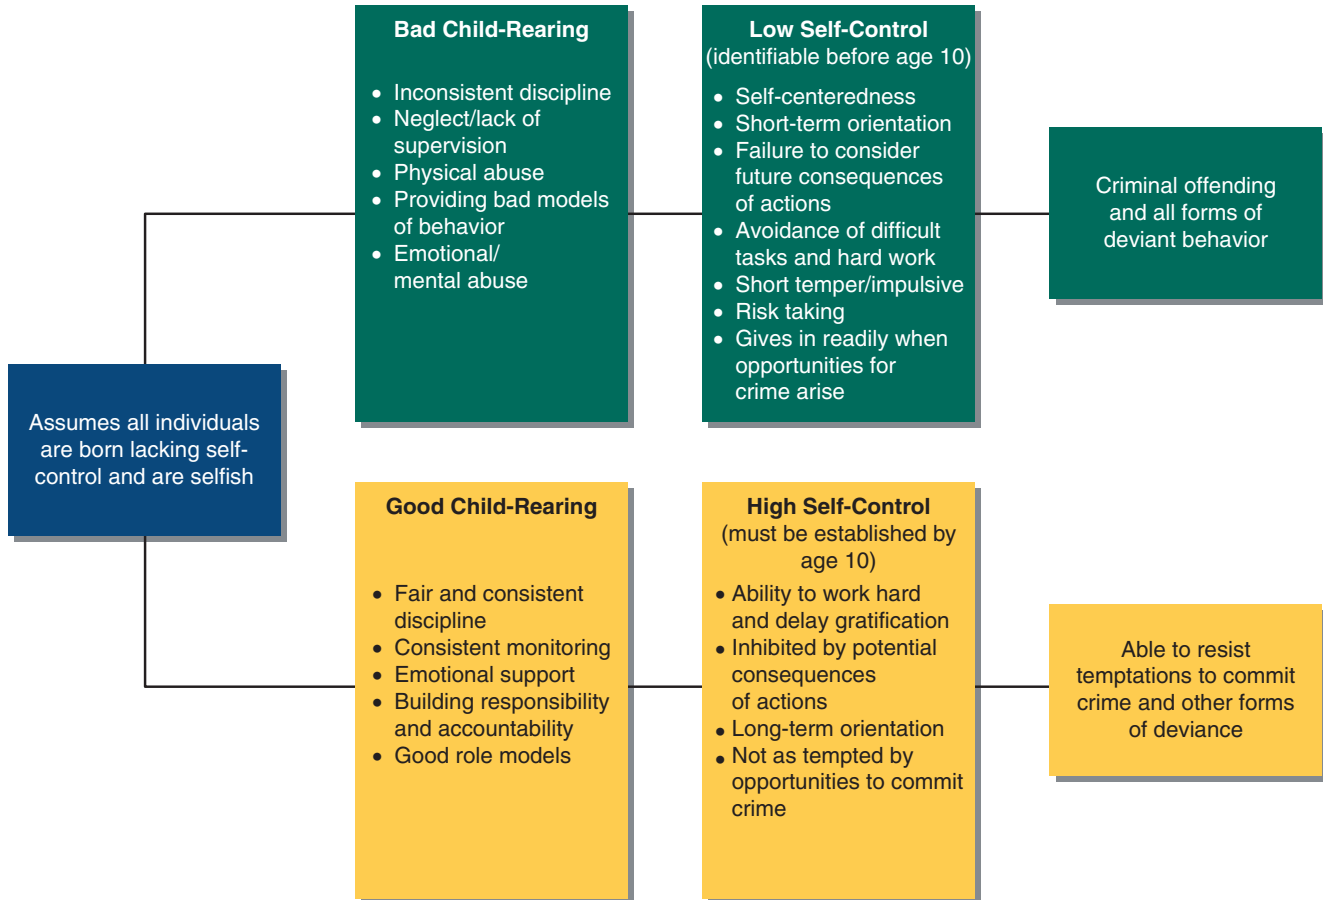 Bad Child-Rearing
• Inconsistent discipline
• Neglect/lack of
supervision
• Physical abuse
• Providing bad models
of behavior
• Emotional/
mental abuse
Low Self-Control
(identifiable before age 10)
• Self-centeredness
• Short-term orientation
• Failure to consider
future consequences
of actions
• Avoidance of difficult
tasks and hard work
• Short temper/impulsive
• Risk taking
• Gives in readily when
opportunities for
crime arise
Criminal offending
and all forms of
deviant behavior
Assumes all individuals
are born lacking self-
control and are selfish
Good Child-Rearing
• Fair and consistent
discipline
• Consistent monitoring
• Emotional support
• Building responsibility
and accountability
• Good role models
High Self-Control
(must be established by
age 10)
• Ability to work hard
and delay gratification
• Inhibited by potential
consequences
of actions
• Long-term orientation
• Not as tempted by
opportunities to commit
crime
Able to resist
temptations to commit
crime and other forms
of deviance